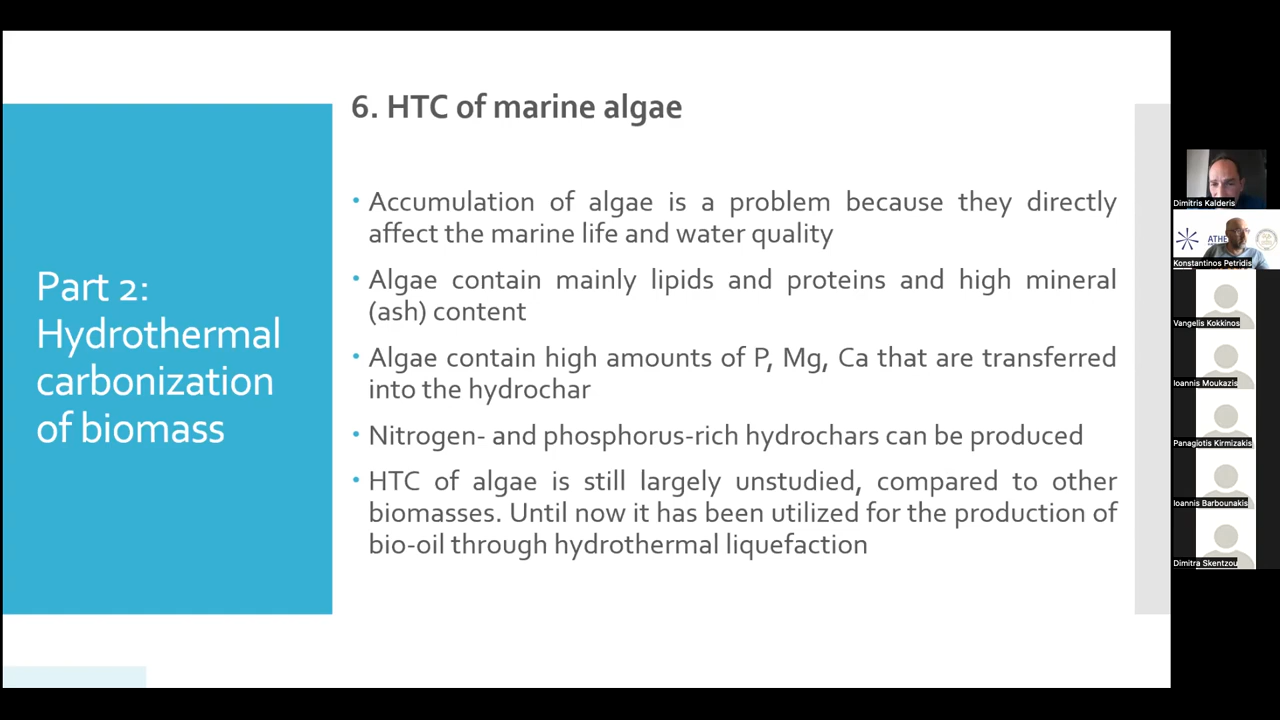 6. HTC of marine algae
Part 2:
Hydrothermal
carbonization
of biomass
• Accumulation of algae is a problem because they directly
affect the marine life and water quality
• Algae contain mainly lipids and proteins and high mineral
(ash) content
• Algae contain high amounts of P, Mg, Ca that are transferred
into the hydrochar
• Nitrogen- and phosphorus-rich hydrochars can be produced
• HTC of algae is still largely unstudied, compared to other
biomasses. Until now it has been utilized for the production of
bio-oil through hydrothermal liquefaction
Dimitris Kalderis
ATHE
Konstantinos Petridis
Vangelis Kokkinos
Ioannis Moukazis
Panagiotis Kirmizakis
Ioannis Barbounakis
Dimitra Skentzou